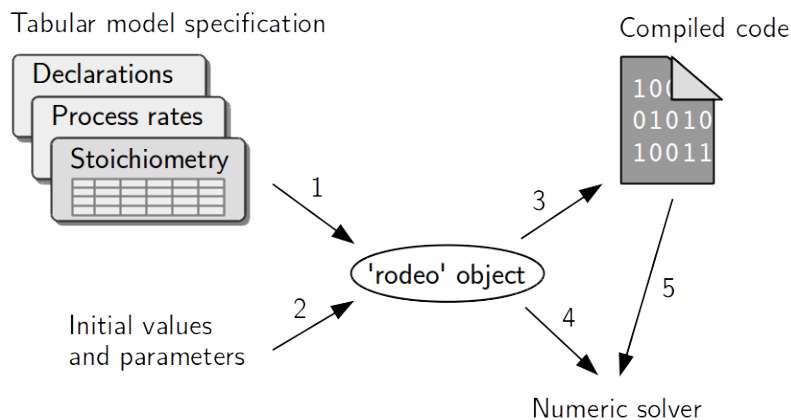 Tabular model specification
Declarations
Process rates
Stoichiometry
Compiled code
100
01010
10011
1
2
3
4
5
'rodeo' object
Initial values
and parameters
Numeric solver